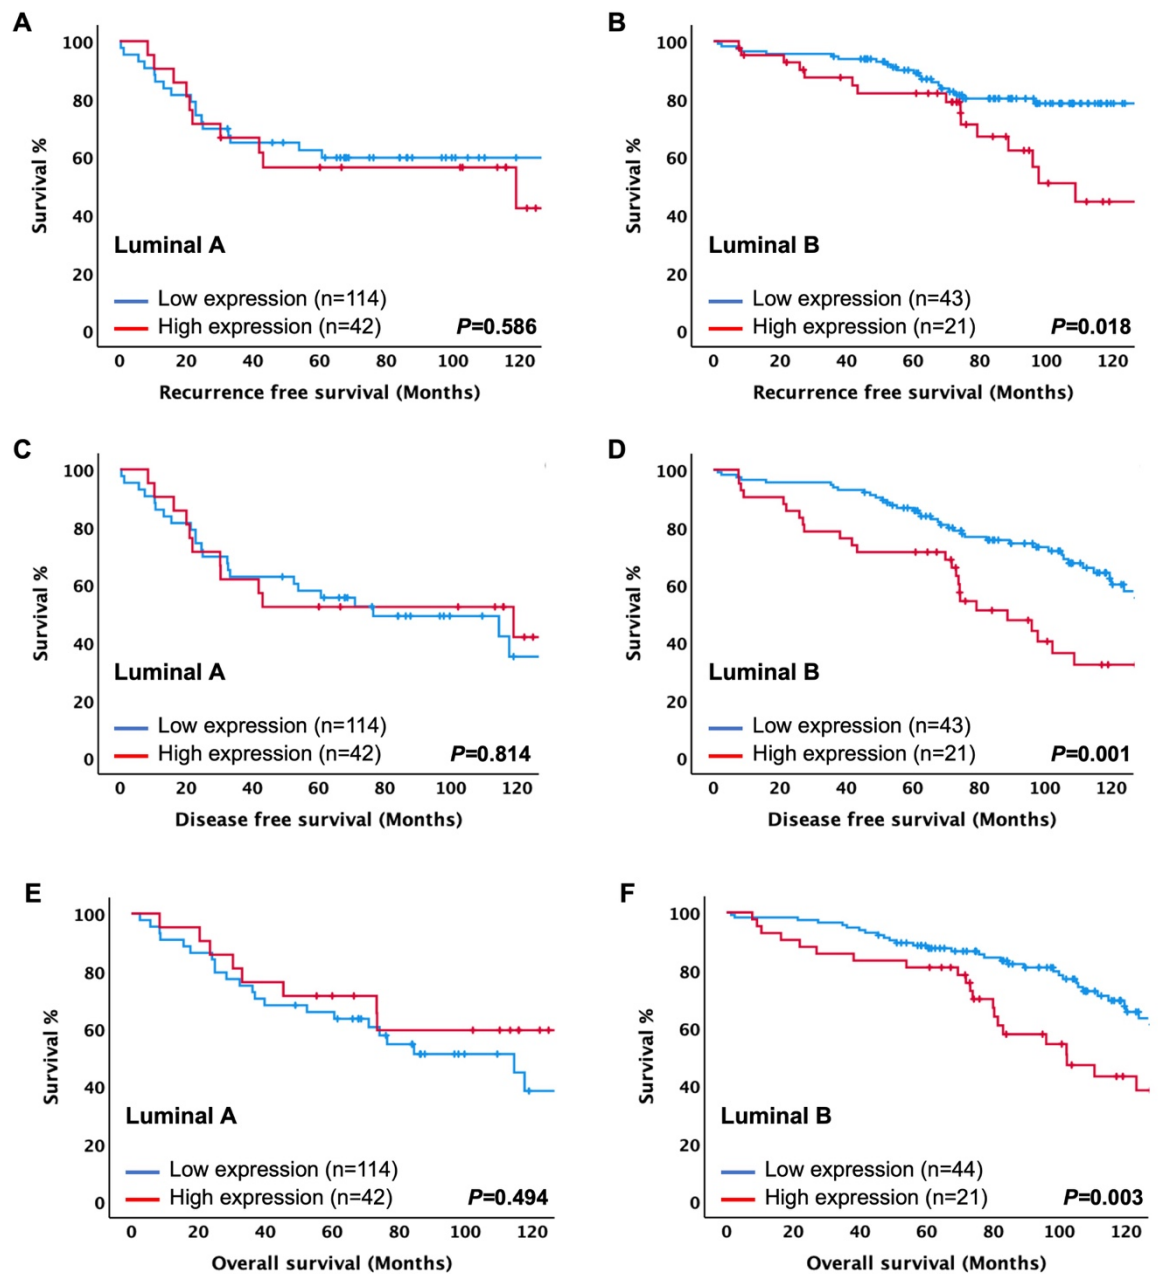 A
100
80
60
40
20
0
Survival %
Luminal A
Low expression (n=114)
High expression (n=42)
P=0.586
0 20 40 60 80 100 120
Recurrence free survival (Months)
B
100
80
60
40
20
0
Survival %
Luminal B
Low expression (n=43)
High expression (n=21)
P=0.018
0 20 40 60 80 100 120
Recurrence free survival (Months)
C
100
80
60
40
20
0
Survival %
Luminal A
Low expression (n=114)
High expression (n=42)
P=0.814
0 20 40 60 80 100 120
Disease free survival (Months)
D
100
80
60
40
20
0
Survival %
Luminal B
Low expression (n=43)
High expression (n=21)
P=0.001
0 20 40 60 80 100 120
Disease free survival (Months)
E
100
80
60
40
20
0
Survival %
Luminal A
Low expression (n=114)
High expression (n=42)
P=0.494
0 20 40 60 80 100 120
Overall survival (Months)
F
100
80
60
40
20
0
Survival %
Luminal B
Low expression (n=44)
High expression (n=21)
P=0.003
0 20 40 60 80 100 120
Overall survival (Months)